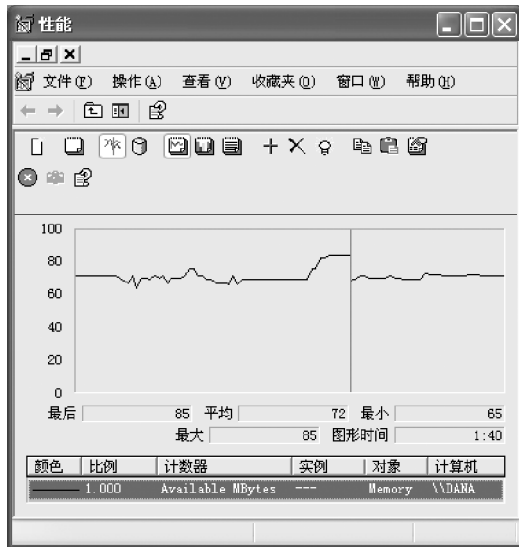 性能
文件(F) 操作(A) 查看(V) 收藏夹(O) 窗口(W) 帮助(H)
100
80
60
40
20
0
最后 85 平均 72 最小 65
最大 85 图形时间 1:40
颜色 比例 计数器 实例 对象 计算机
1.000 Available MBytes --- Memory \\DANA